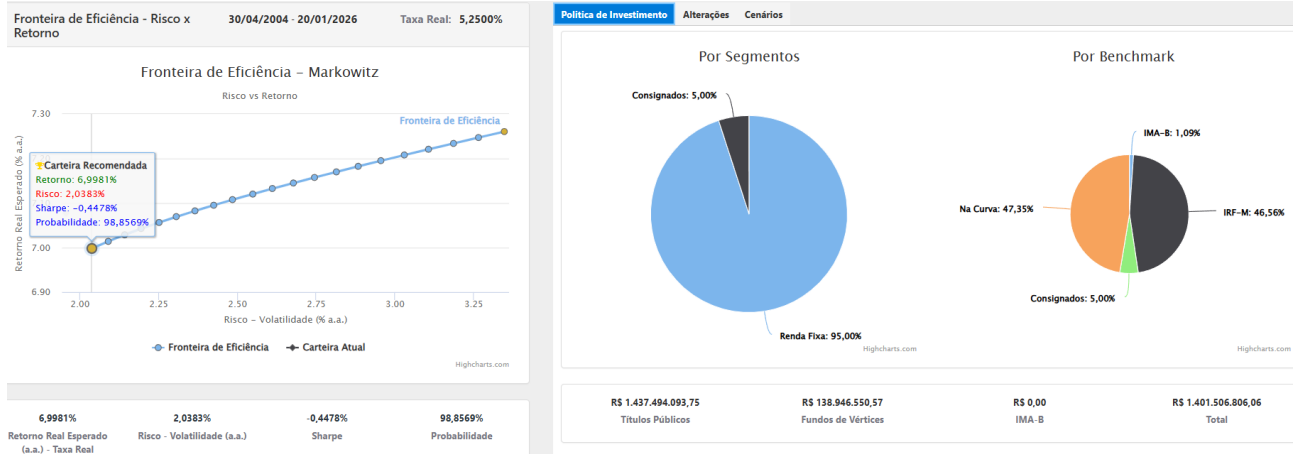 Fronteira de Eficiência - Risco x
Retorno
30/04/2004 - 20/01/2026
Taxa Real: 5,2500%
Fronteira de Eficiência – Markowitz
Risco vs Retorno
7.30
Fronteira de Eficiência
Retorno Real Esperado (% a.a.)
Carteira Recomendada
Retorno: 6,9981%
Risco: 2,0383%
Sharpe: -0,4478%
Probabilidade: 98,8569%
7.00
6.90
2.00
2.25
2.50
2.75
3.00
3.25
Risco – Volatilidade (% a.a.)
Fronteira de Eficiência
Carteira Atual
Highcharts.com
6,9981%
Retorno Real Esperado
(a.a.) - Taxa Real
2,0383%
Risco - Volatilidade (a.a.)
-0,4478%
Sharpe
98,8569%
Probabilidade
Política de Investimento
Alterações
Cenários
Por Segmentos
Consignados: 5,00%
Renda Fixa: 95,00%
Highcharts.com
Por Benchmark
IMA-B: 1,09%
Na Curva: 47,35%
IRF-M: 46,56%
Consignados: 5,00%
Highcharts.com
R$ 1.437.494.093,75
Títulos Públicos
R$ 138.946.550,57
Fundos de Vértices
R$ 0,00
IMA-B
R$ 1.401.506.806,06
Total